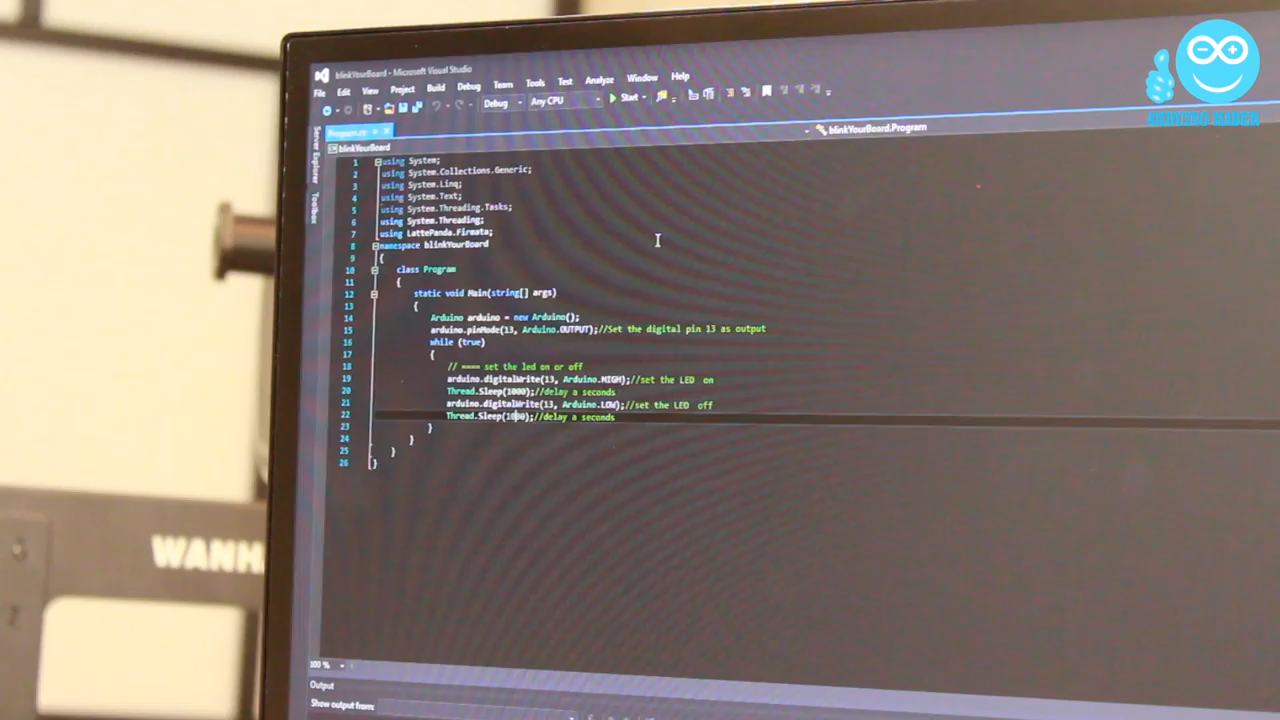 blinkYourBoard - Microsoft Visual Studio
File Edit View Project Build Debug Team Tools Test Analyze Window Help
Debug Any CPU Start
ARDUINO HABER
Server Explorer
Toolbox
Program.cs
blinkYourBoard blinkYourBoard.Program
1 using System;
2 using System.Collections.Generic;
3 using System.Linq;
4 using System.Text;
5 using System.Threading.Tasks;
6 using System.Threading;
7 using LattePanda.Firmata;
8 namespace blinkYourBoard
9 {
10 class Program
11 {
12 static void Main(string[] args)
13 {
14 Arduino arduino = new Arduino();
15 arduino.pinMode(13, Arduino.OUTPUT);//Set the digital pin 13 as output
16 while (true)
17 {
18 // ==== set the led on or off
19 arduino.digitalWrite(13, Arduino.HIGH);//set the LED on
20 Thread.Sleep(1000);//delay a seconds
21 arduino.digitalWrite(13, Arduino.LOW);//set the LED off
22 Thread.Sleep(1000);//delay a seconds
23 }
24 }
25 }
26 }
WANH
100 %
Output
Show output from: